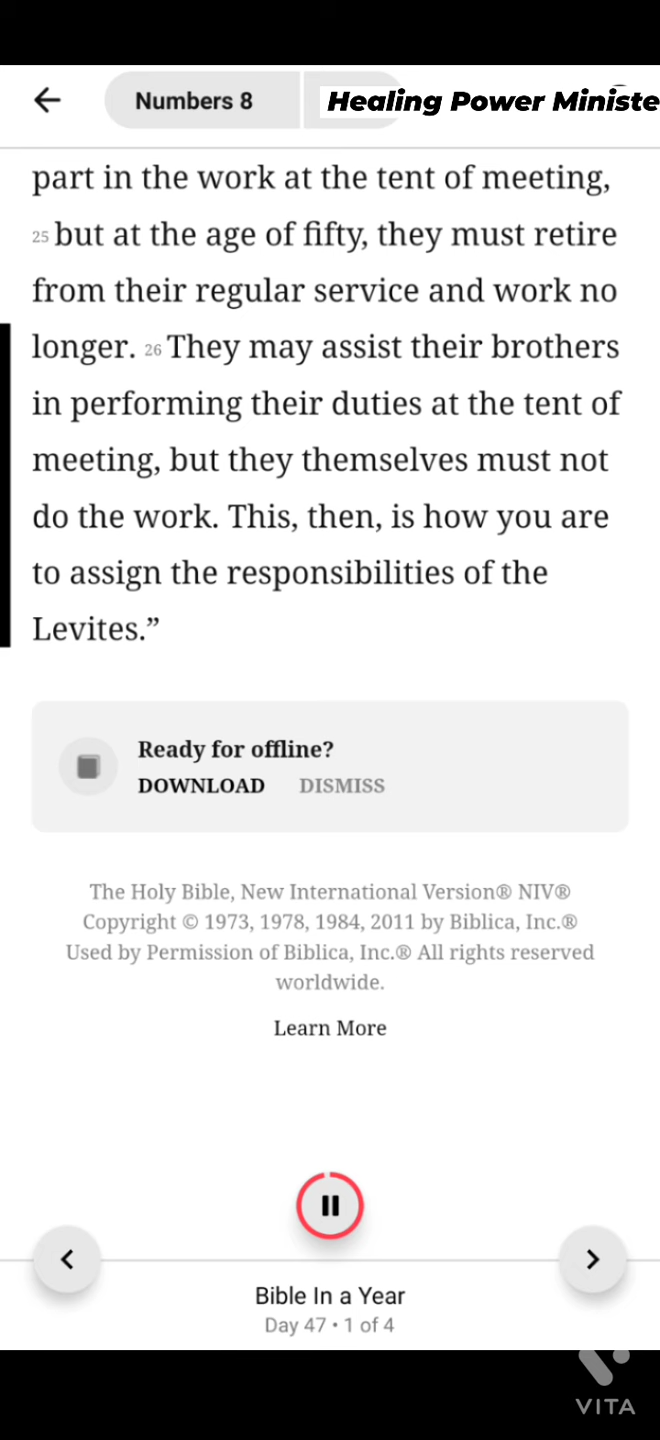 Numbers 8
Healing Power Ministe
part in the work at the tent of meeting,
25 but at the age of fifty, they must retire
from their regular service and work no
longer. 26 They may assist their brothers
in performing their duties at the tent of
meeting, but they themselves must not
do the work. This, then, is how you are
to assign the responsibilities of the
Levites.”
Ready for offline?
DOWNLOAD DISMISS
The Holy Bible, New International Version® NIV®
Copyright © 1973, 1978, 1984, 2011 by Biblica, Inc.®
Used by Permission of Biblica, Inc.® All rights reserved
worldwide.
Learn More
Bible In a Year
Day 47 • 1 of 4
VITA